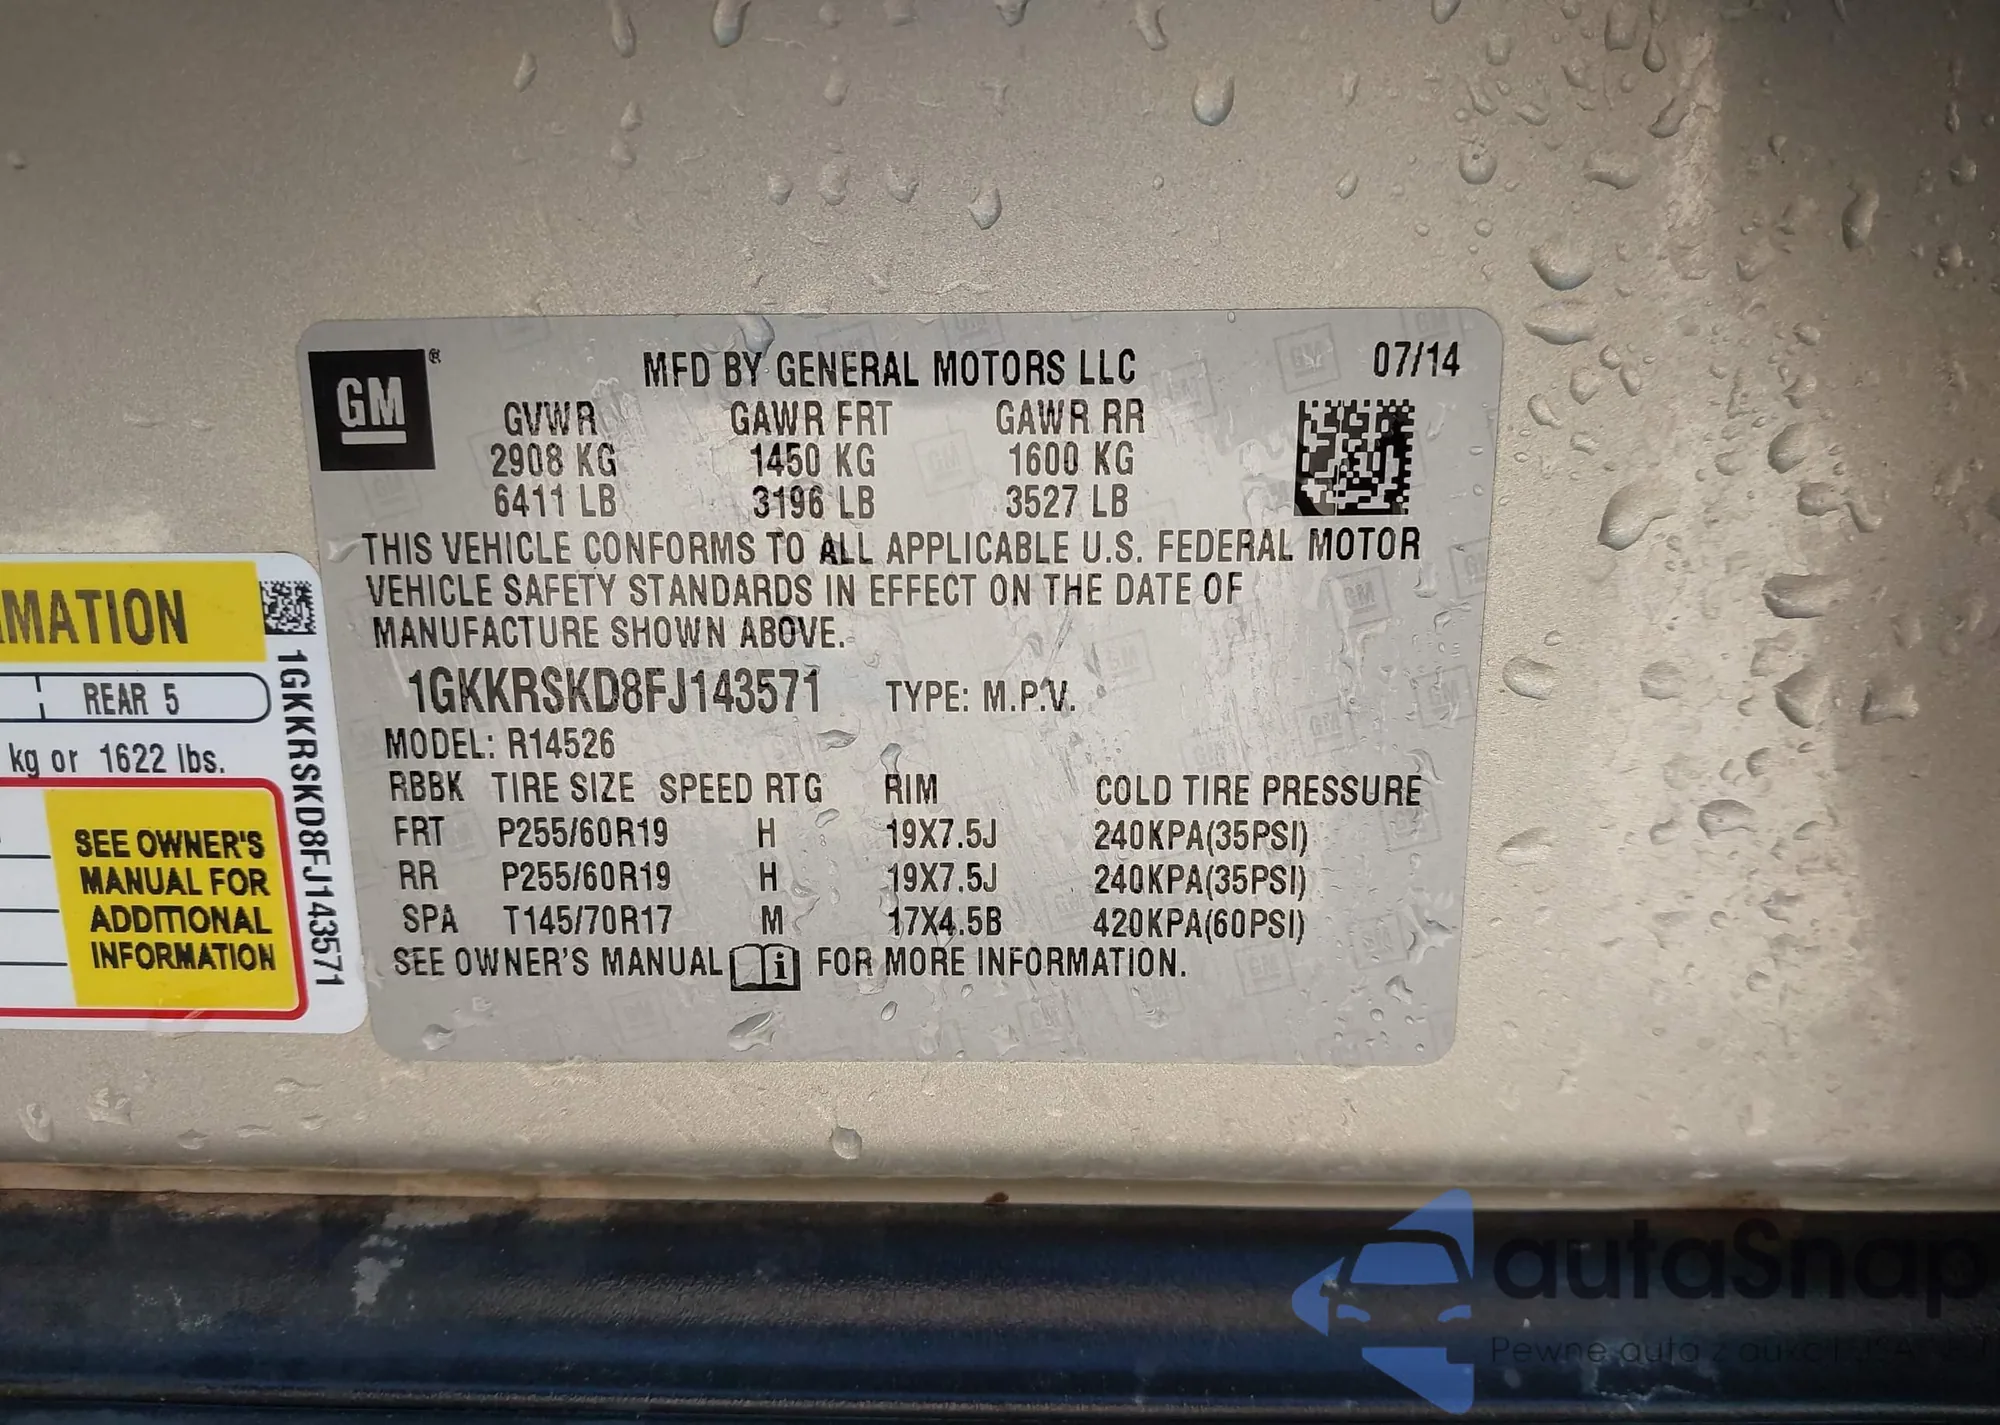 GM ®
MFD BY GENERAL MOTORS LLC 07/14
GVWR GAWR FRT GAWR RR
2908 KG 1450 KG 1600 KG
6411 LB 3196 LB 3527 LB
THIS VEHICLE CONFORMS TO ALL APPLICABLE U.S. FEDERAL MOTOR
VEHICLE SAFETY STANDARDS IN EFFECT ON THE DATE OF
MANUFACTURE SHOWN ABOVE.
1GKKRSKD8FJ143571 TYPE: M.P.V.
MODEL: R14526
RBBK TIRE SIZE SPEED RTG RIM COLD TIRE PRESSURE
FRT P255/60R19 H 19X7.5J 240KPA(35PSI)
RR P255/60R19 H 19X7.5J 240KPA(35PSI)
SPA T145/70R17 M 17X4.5B 420KPA(60PSI)
SEE OWNER'S MANUAL i FOR MORE INFORMATION.
MATION
REAR 5
kg or 1622 lbs.
SEE OWNER'S
MANUAL FOR
ADDITIONAL
INFORMATION
1GKKRSKD8FJ143571
autaSnap
Pewne auta z